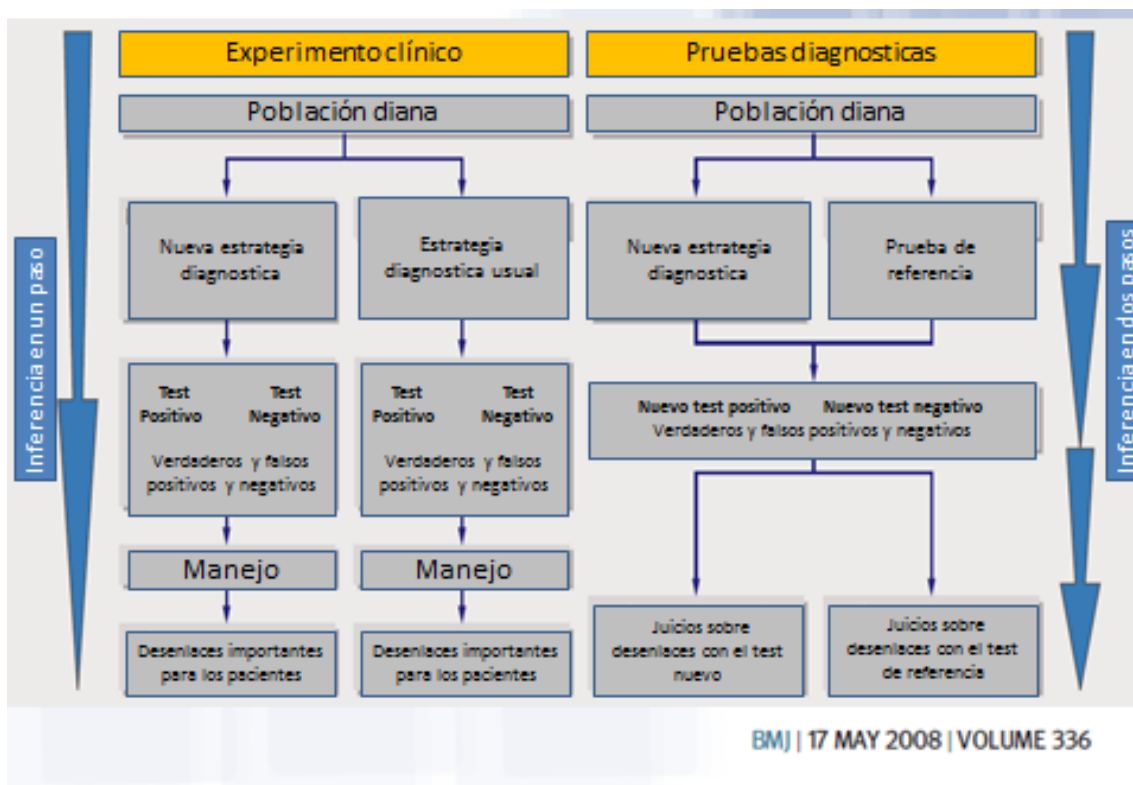 Experimento clínico
Pruebas diagnosticas
Población diana
Población diana
Inferencia en un paso
Nueva estrategia
diagnostica
Estrategia
diagnostica usual
Nueva estrategia
diagnostica
Prueba de
referencia
Inferencia en dos pasos
Test
Positivo
Test
Negativo
Verdaderos y falsos
positivos y negativos
Test
Positivo
Test
Negativo
Verdaderos y falsos
positivos y negativos
Nuevo test positivo Nuevo test negativo
Verdaderos y falsos positivos y negativos
Manejo
Manejo
Desenlaces importantes
para los pacientes
Desenlaces importantes
para los pacientes
Juicios sobre
desenlaces con el test
nuevo
Juicios sobre
desenlaces con el test
de referencia
BMJ | 17 MAY 2008 | VOLUME 336